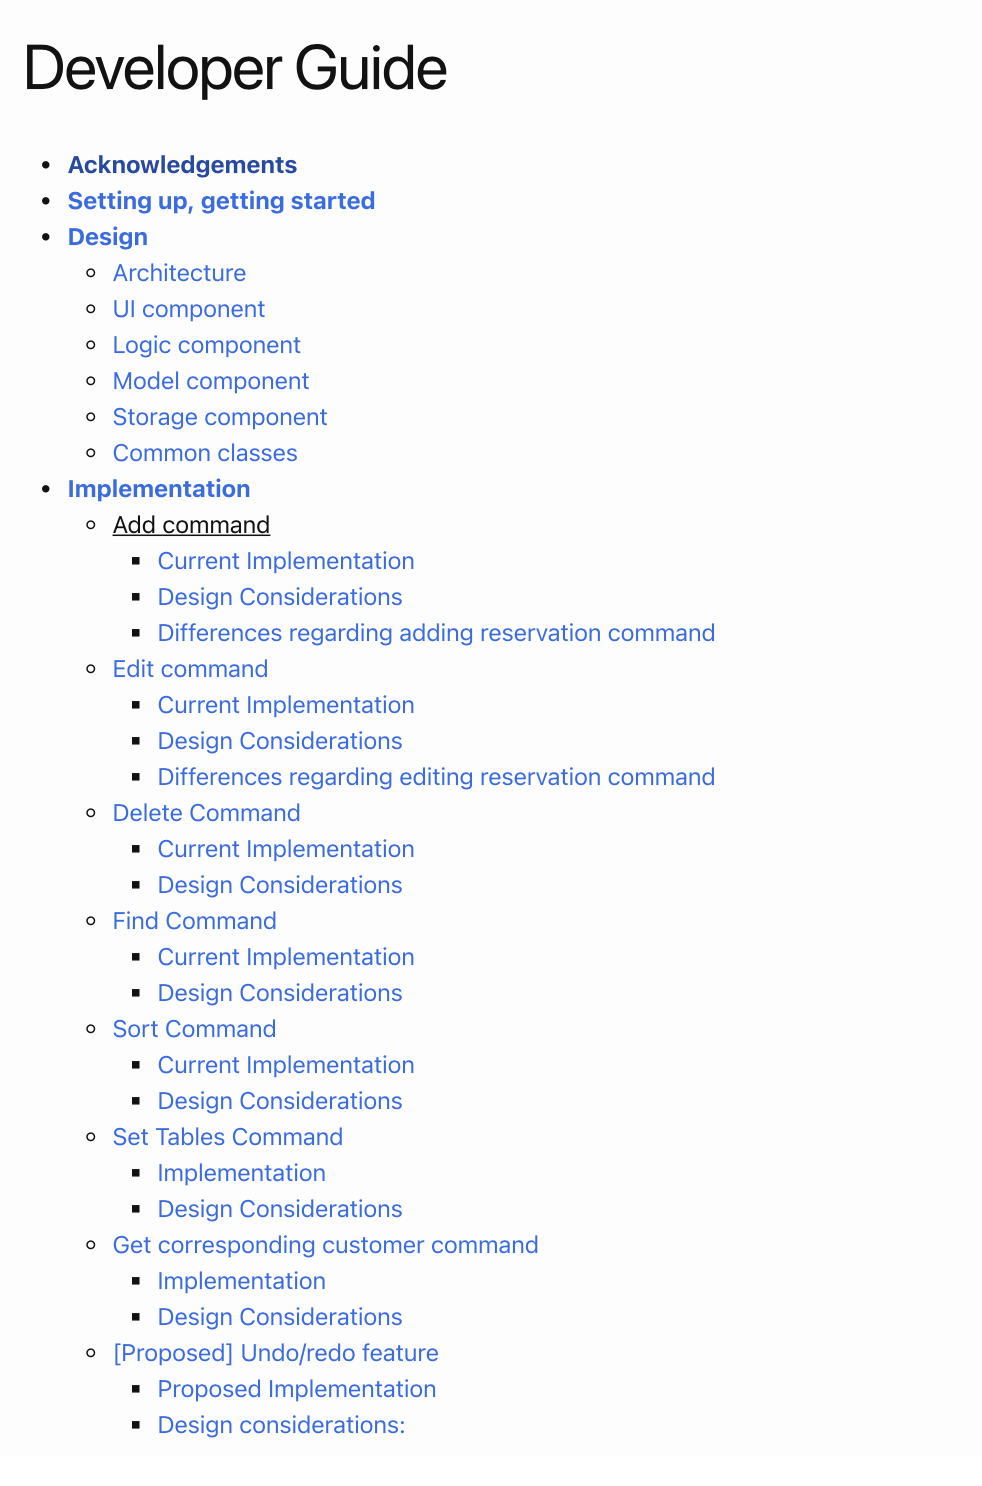 Developer Guide
Acknowledgements
Setting up, getting started
Design
Architecture
UI component
Logic component
Model component
Storage component
Common classes
Implementation
Add command
Current Implementation
Design Considerations
Differences regarding adding reservation command
Edit command
Current Implementation
Design Considerations
Differences regarding editing reservation command
Delete Command
Current Implementation
Design Considerations
Find Command
Current Implementation
Design Considerations
Sort Command
Current Implementation
Design Considerations
Set Tables Command
Implementation
Design Considerations
Get corresponding customer command
Implementation
Design Considerations
[Proposed] Undo/redo feature
Proposed Implementation
Design considerations: